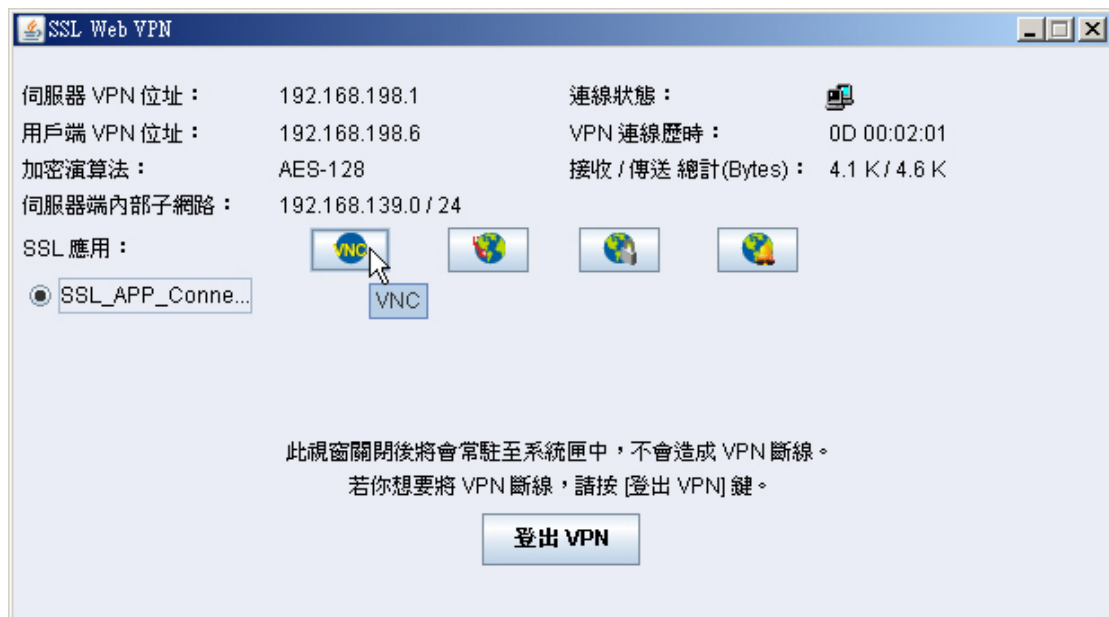 SSL Web VPN
伺服器 VPN 位址： 192.168.198.1 連線狀態：
用戶端 VPN 位址： 192.168.198.6 VPN 連線歷時： 0D 00:02:01
加密演算法： AES-128 接收 / 傳送 總計(Bytes)： 4.1 K / 4.6 K
伺服器端內部子網路： 192.168.139.0 / 24
SSL 應用： VNC
SSL_APP_Conne...
VNC
此視窗關閉後將會常駐至系統匣中，不會造成 VPN 斷線。
若你想要將 VPN 斷線，請按 [登出 VPN] 鍵。
登出 VPN